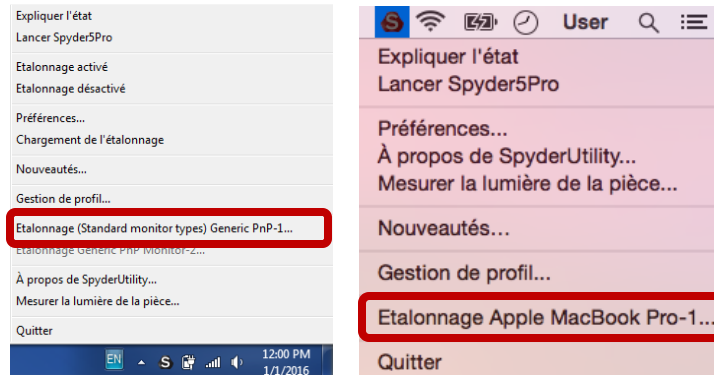 Expliquer l'état
Lancer Spyder5Pro
Etalonnage activé
Etalonnage désactivé
Préférences...
Chargement de l'étalonnage
Nouveautés...
Gestion de profil...
Etalonnage (Standard monitor types) Generic PnP-1...
Etalonnage Generic PnP Monitor-2...
À propos de SpyderUtility...
Mesurer la lumière de la pièce...
Quitter
EN S 12:00 PM
1/1/2016
S User
Expliquer l'état
Lancer Spyder5Pro
Préférences...
À propos de SpyderUtility...
Mesurer la lumière de la pièce...
Nouveautés...
Gestion de profil...
Etalonnage Apple MacBook Pro-1...
Quitter